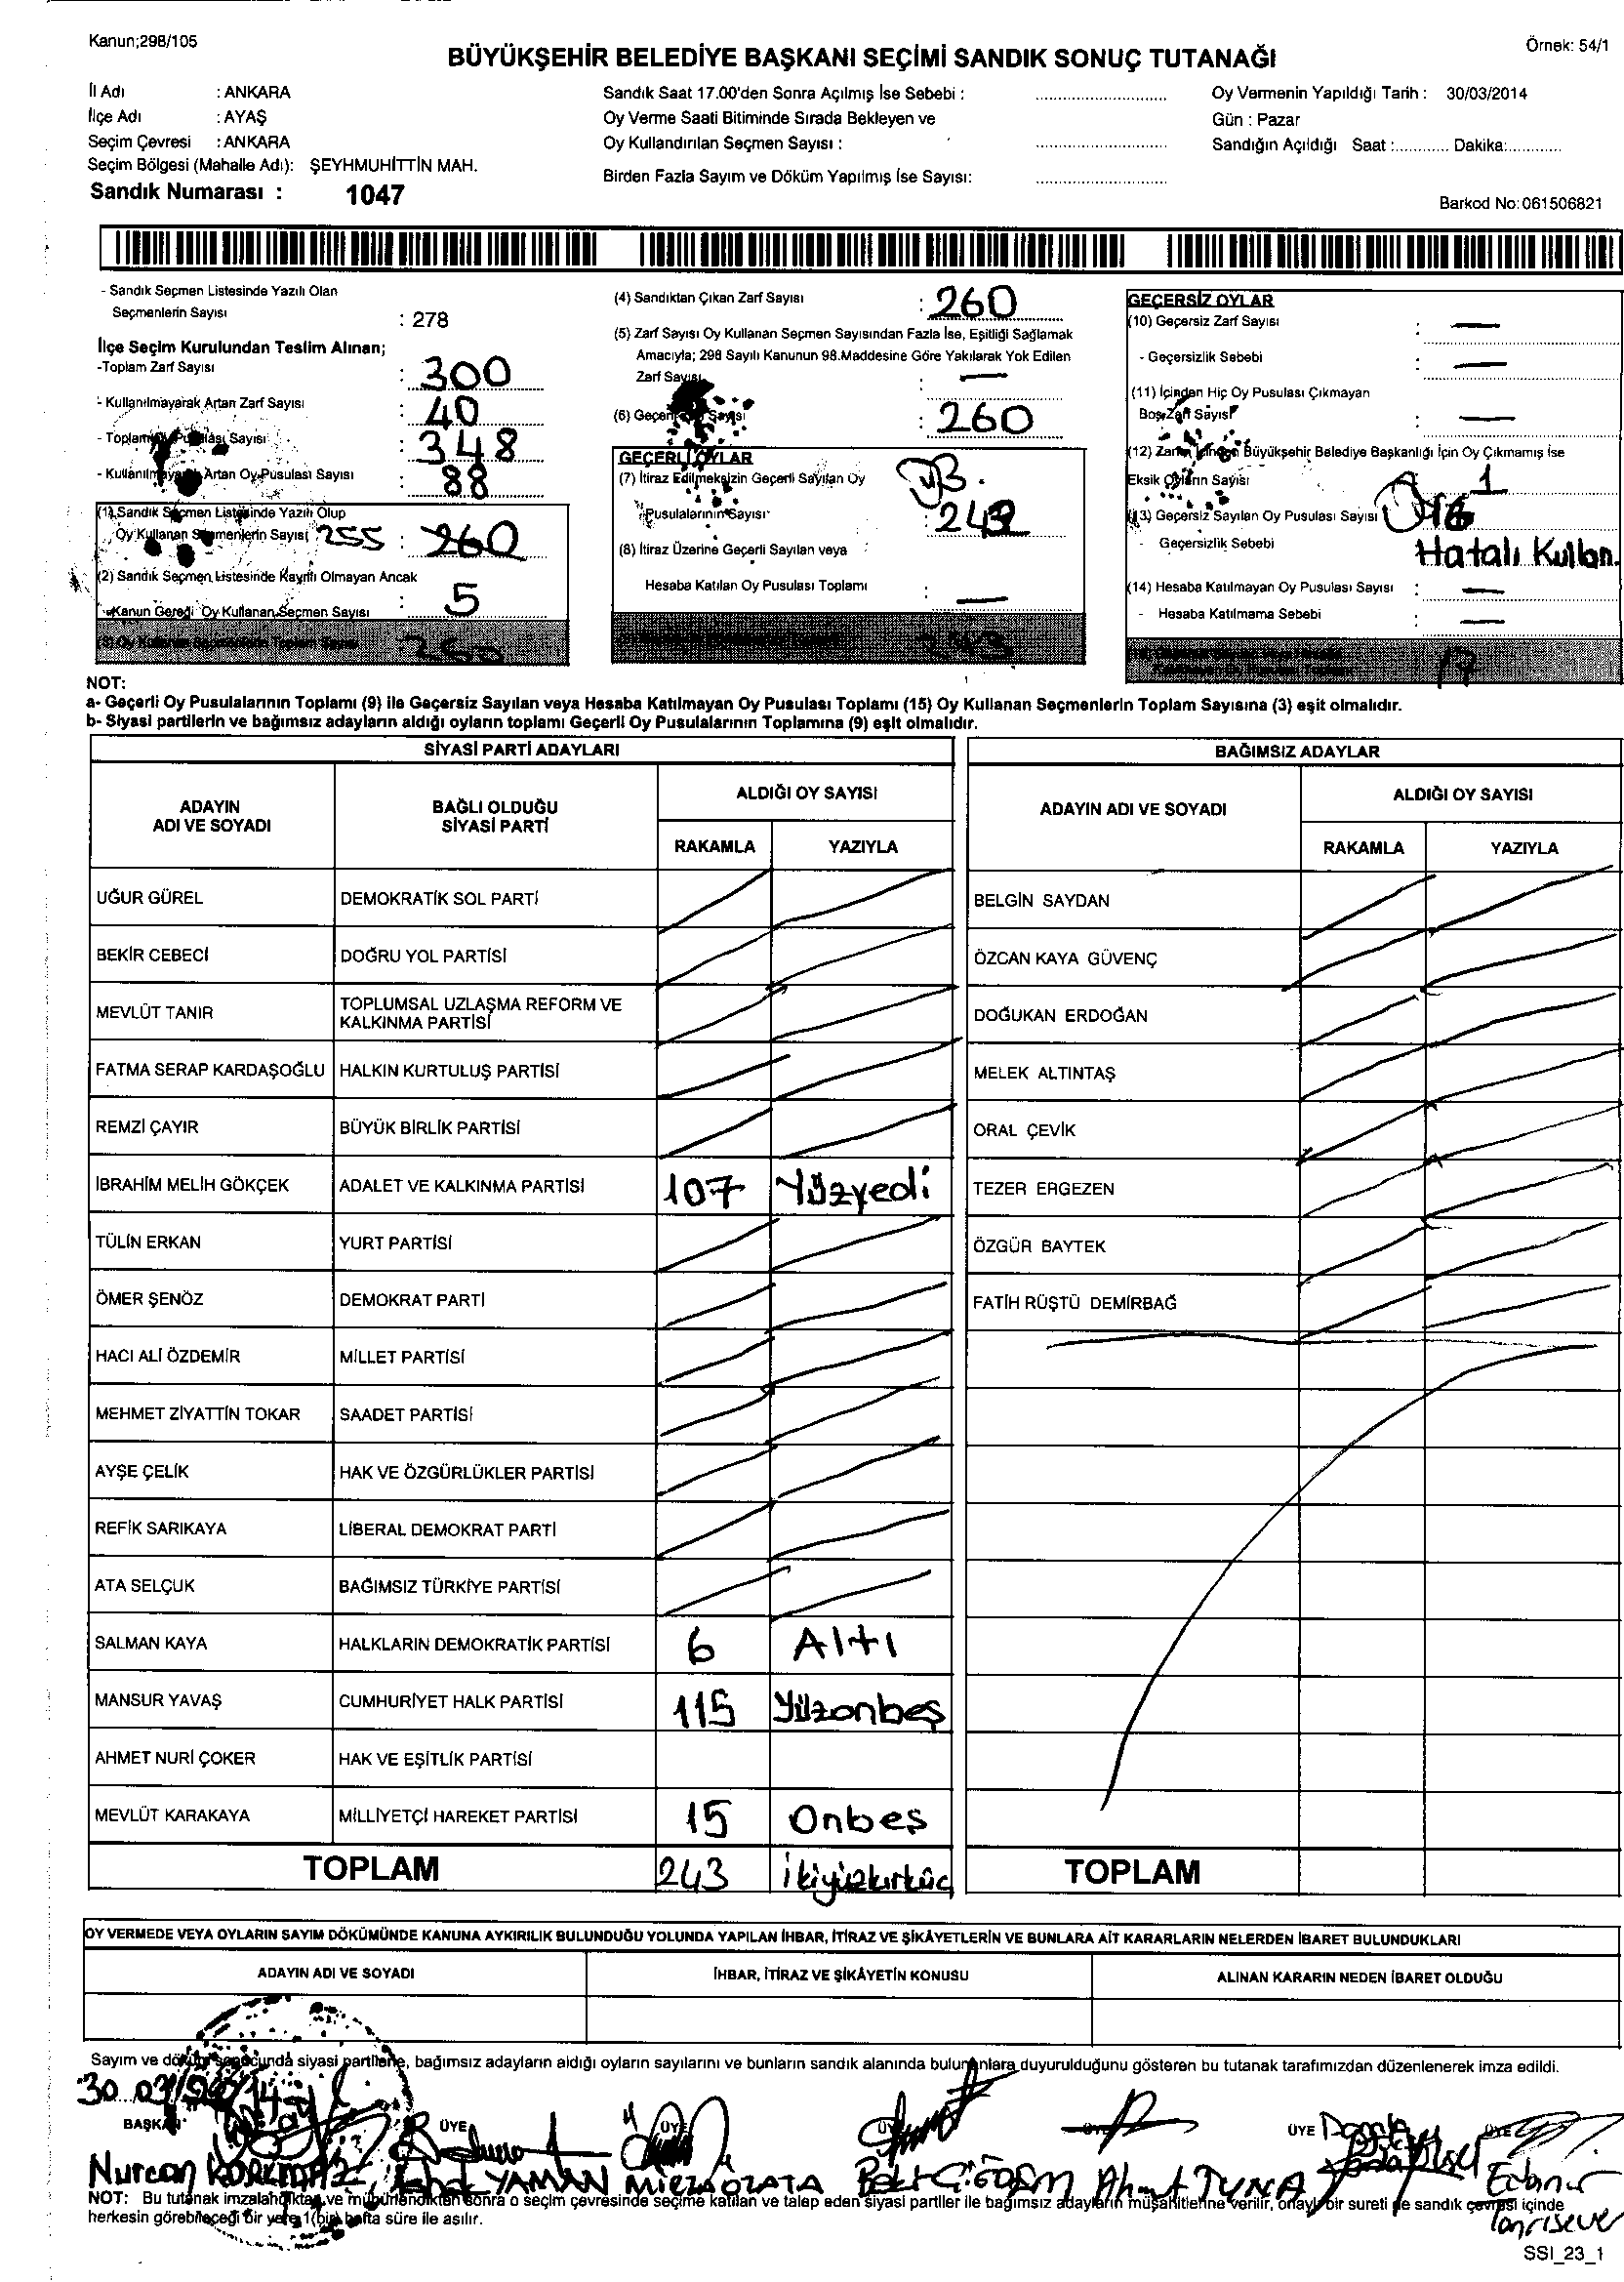 Kanun;298/105
Örnek: 54/1
BÜYÜKŞEHİR BELEDİYE BAŞKANI SEÇİMİ SANDIK SONUÇ TUTANAĞI
İl Adı : ANKARA
İlçe Adı : AYAŞ
Seçim Çevresi : ANKARA
Seçim Bölgesi (Mahalle Adı): ŞEYHMUHİTTİN MAH.
Sandık Numarası : 1047
Sandık Saat 17.00'den Sonra Açılmış İse Sebebi :
Oy Verme Saati Bitiminde Sırada Bekleyen ve
Oy Kullandırılan Seçmen Sayısı :
Birden Fazla Sayım ve Döküm Yapılmış İse Sayısı:
Oy Vermenin Yapıldığı Tarih : 30/03/2014
Gün : Pazar
Sandığın Açıldığı Saat :........... Dakika:...........
Barkod No:061506821
- Sandık Seçmen Listesinde Yazılı Olan
Seçmenlerin Sayısı : 278
İlçe Seçim Kurulundan Teslim Alınan;
-Toplam Zarf Sayısı : 300
- Kullanılmayarak Artan Zarf Sayısı : 40
- Toplam Oy Pusulası Sayısı : 348
- Kullanılmayarak Artan Oy Pusulası Sayısı : 88
(1) Sandık Seçmen Listesinde Yazılı Olup
Oy Kullanan Seçmenlerin Sayısı 255 : 260
(2) Sandık Seçmen Listesinde Kayıtlı Olmayan Ancak
Kanun Gereği Oy Kullanan Seçmen Sayısı : 5
(3) Oy Kullanan Seçmenlerin Toplam Sayısı 260
(4) Sandıktan Çıkan Zarf Sayısı : 260
(5) Zarf Sayısı Oy Kullanan Seçmen Sayısından Fazla İse, Eşitliği Sağlamak
Amacıyla; 298 Sayılı Kanunun 98.Maddesine Göre Yakılarak Yok Edilen
Zarf Sayısı : —
(6) Geçerli Zarf Sayısı : 260
GEÇERLİ OYLAR
(7) İtiraz Edilmeksizin Geçerli Sayılan Oy
Pusulalarının Sayısı : 243
(8) İtiraz Üzerine Geçerli Sayılan veya
Hesaba Katılan Oy Pusulası Toplamı : —
243
GEÇERSİZ OYLAR
(10) Geçersiz Zarf Sayısı : —
- Geçersizlik Sebebi : —
(11) İçinden Hiç Oy Pusulası Çıkmayan
Boş Zarf Sayısı : —
(12) Zarfın İçinden Büyükşehir Belediye Başkanlığı İçin Oy Çıkmamış İse
Eksik Oyların Sayısı : 1
(13) Geçersiz Sayılan Oy Pusulası Sayısı 16
- Geçersizlik Sebebi Hatalı Kullan.
(14) Hesaba Katılmayan Oy Pusulası Sayısı : —
- Hesaba Katılmama Sebebi : —
17
NOT:
a- Geçerli Oy Pusulalarının Toplamı (9) ile Geçersiz Sayılan veya Hesaba Katılmayan Oy Pusulası Toplamı (15) Oy Kullanan Seçmenlerin Toplam Sayısına (3) eşit olmalıdır.
b- Siyasi partilerin ve bağımsız adayların aldığı oyların toplamı Geçerli Oy Pusulalarının Toplamına (9) eşit olmalıdır.
SİYASİ PARTİ ADAYLARI
ADAYIN ADI VE SOYADI
BAĞLI OLDUĞU SİYASİ PARTİ
ALDIĞI OY SAYISI
RAKAMLA YAZIYLA
UĞUR GÜREL DEMOKRATİK SOL PARTİ
BEKİR CEBECİ DOĞRU YOL PARTİSİ
MEVLÜT TANIR TOPLUMSAL UZLAŞMA REFORM VE
KALKINMA PARTİSİ
FATMA SERAP KARDAŞOĞLU HALKIN KURTULUŞ PARTİSİ
REMZİ ÇAYIR BÜYÜK BİRLİK PARTİSİ
İBRAHİM MELİH GÖKÇEK ADALET VE KALKINMA PARTİSİ 107 Yüzyedi
TÜLİN ERKAN YURT PARTİSİ
ÖMER ŞENÖZ DEMOKRAT PARTİ
HACI ALİ ÖZDEMİR MİLLET PARTİSİ
MEHMET ZİYATTİN TOKAR SAADET PARTİSİ
AYŞE ÇELİK HAK VE ÖZGÜRLÜKLER PARTİSİ
REFİK SARIKAYA LİBERAL DEMOKRAT PARTİ
ATA SELÇUK BAĞIMSIZ TÜRKİYE PARTİSİ
SALMAN KAYA HALKLARIN DEMOKRATİK PARTİSİ 6 Altı
MANSUR YAVAŞ CUMHURİYET HALK PARTİSİ 115 Yüzonbeş
AHMET NURİ ÇOKER HAK VE EŞİTLİK PARTİSİ
MEVLÜT KARAKAYA MİLLİYETÇİ HAREKET PARTİSİ 15 Onbeş
TOPLAM 243 İkiyüzkırküç
BAĞIMSIZ ADAYLAR
ADAYIN ADI VE SOYADI
ALDIĞI OY SAYISI
RAKAMLA YAZIYLA
BELGİN SAYDAN
ÖZCAN KAYA GÜVENÇ
DOĞUKAN ERDOĞAN
MELEK ALTINTAŞ
ORAL ÇEVİK
TEZER ERGEZEN
ÖZGÜR BAYTEK
FATİH RÜŞTÜ DEMİRBAĞ
TOPLAM
OY VERMEDE VEYA OYLARIN SAYIM DÖKÜMÜNDE KANUNA AYKIRILIK BULUNDUĞU YOLUNDA YAPILAN İHBAR, İTİRAZ VE ŞİKÂYETLERİN VE BUNLARA AİT KARARLARIN NELERDEN İBARET BULUNDUKLARI
ADAYIN ADI VE SOYADI
İHBAR, İTİRAZ VE ŞİKÂYETİN KONUSU
ALINAN KARARIN NEDEN İBARET OLDUĞU
Sayım ve döküm sonucunda siyasi partilerin, bağımsız adayların aldığı oyların sayılarını ve bunların sandık alanında bulunanlara duyurulduğunu gösteren bu tutanak tarafımızdan düzenlenerek imza edildi.
BAŞKAN ÜYE ÜYE ÜYE ÜYE ÜYE ÜYE
Nurcan KORKMAZ YAMAN MİRZA ÖZATA Bekir Ahmet TUNA Edanur
Tanrısever
NOT: Bu tutanak imzalandıktan ve mühürlendikten sonra o seçim çevresinde seçime katılan ve talep eden siyasi partiler ile bağımsız adayların müşahitlerine verilir, onaylı bir sureti de sandık çevresi içinde
herkesin görebileceği bir yere 1(bir) hafta süre ile asılır.
SSI_23_1